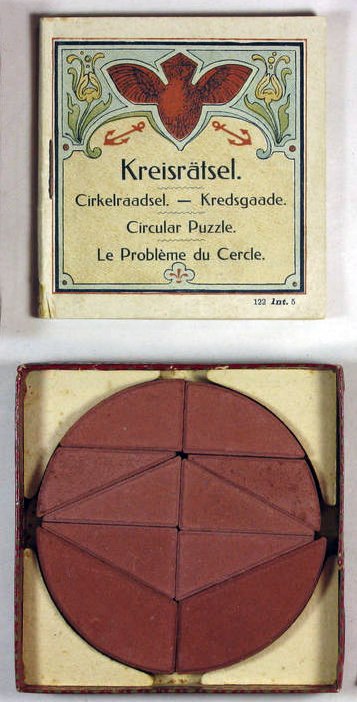 Kreisrätsel.
Cirkelraadsel. — Kredsgaade.
Circular Puzzle.
Le Problème du Cercle.
122 Int. 5